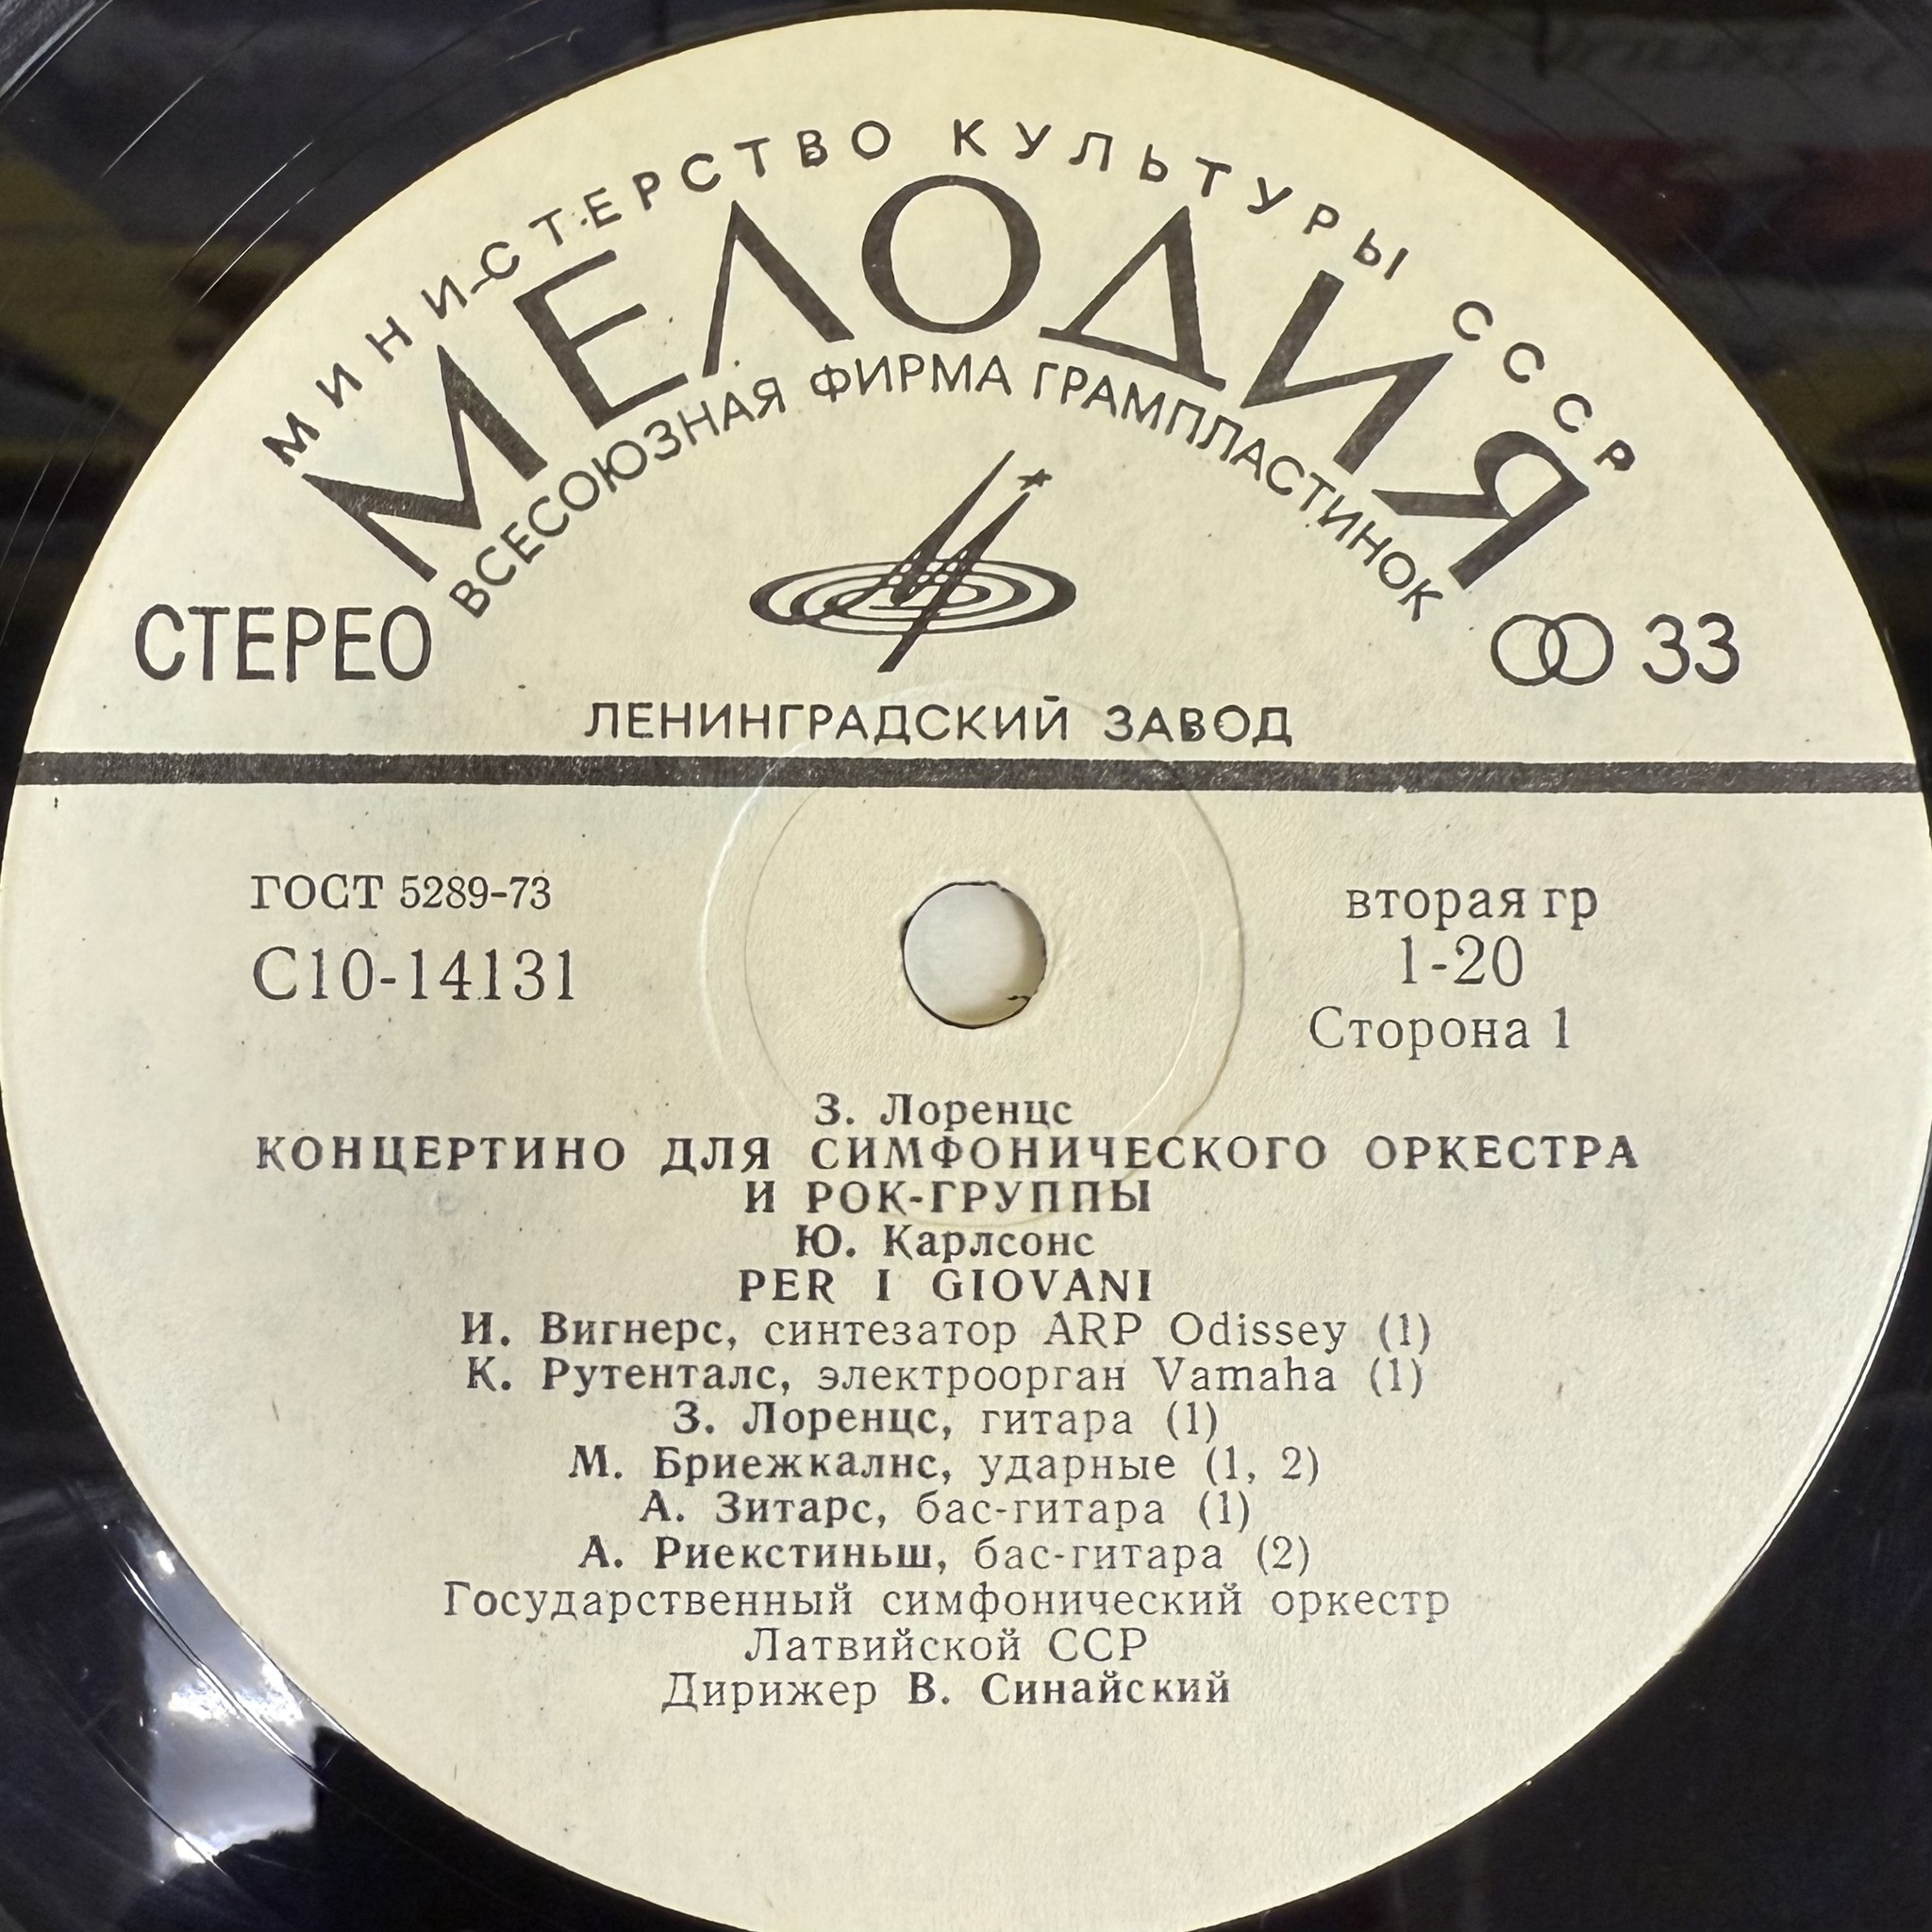 МИНИСТЕРСТВО КУЛЬТУРЫ СССР
МЕЛОДИЯ
ВСЕСОЮЗНАЯ ФИРМА ГРАМПЛАСТИНОК
СТЕРЕО
33
ЛЕНИНГРАДСКИЙ ЗАВОД
ГОСТ 5289-73
С10-14131
вторая гр
1-20
Сторона 1
З. Лоренцс
КОНЦЕРТИНО ДЛЯ СИМФОНИЧЕСКОГО ОРКЕСТРА
И РОК-ГРУППЫ
Ю. Карлсонс
PER I GIOVANI
И. Вигнерс, синтезатор ARP Odissey (1)
К. Рутенталс, электроорган Vamaha (1)
З. Лоренцс, гитара (1)
М. Бриежкалнс, ударные (1, 2)
А. Зитарс, бас-гитара (1)
А. Риекстиньш, бас-гитара (2)
Государственный симфонический оркестр
Латвийской ССР
Дирижер В. Синайский